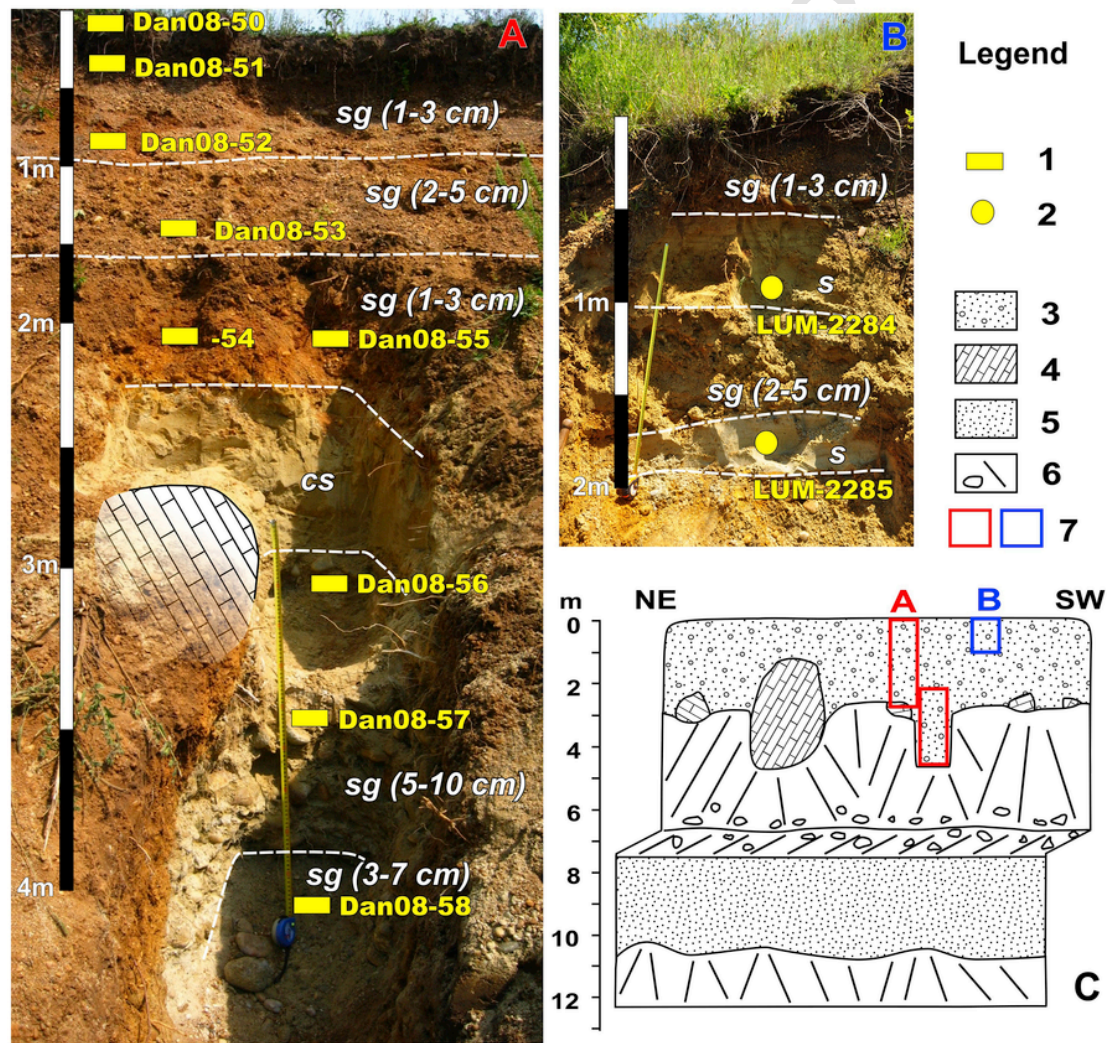 A
Dan08-50
Dan08-51
sg (1-3 cm)
Dan08-52
1m
sg (2-5 cm)
Dan08-53
sg (1-3 cm)
2m
-54
Dan08-55
cs
3m
Dan08-56
Dan08-57
sg (5-10 cm)
sg (3-7 cm)
4m
Dan08-58
B
sg (1-3 cm)
s
1m
LUM-2284
sg (2-5 cm)
s
2m
LUM-2285
Legend
1
2
3
4
5
6
7
m
NE
A
B
SW
0
2
4
6
8
10
12
C